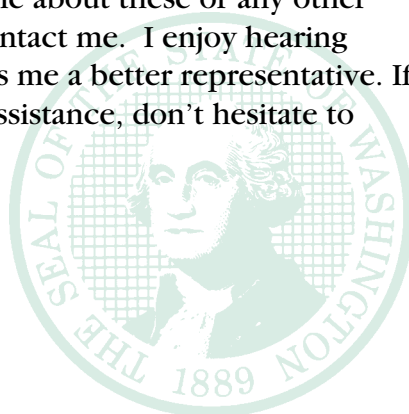 me about these or any other
ontact me.  I enjoy hearing
s me a better representative. If
ssistance, don’t hesitate to
THE SEAL OF THE STATE OF WASHINGTON
1889